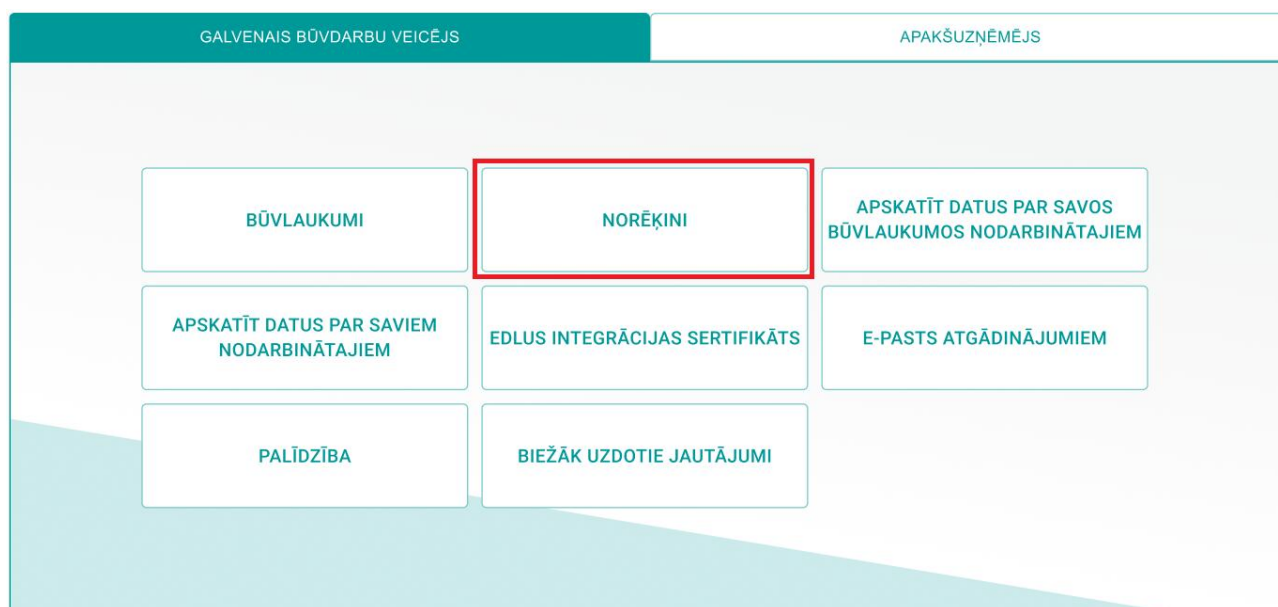 GALVENAIS BŪVDARBU VEICĒJS
APAKŠUZŅĒMĒJS
BŪVLAUKUMI
NORĒĶINI
APSKATĪT DATUS PAR SAVOS
BŪVLAUKUMOS NODARBINĀTAJIEM
APSKATĪT DATUS PAR SAVIEM
NODARBINĀTAJIEM
EDLUS INTEGRĀCIJAS SERTIFIKĀTS
E-PASTS ATGĀDINĀJUMIEM
PALĪDZĪBA
BIEŽĀK UZDOTIE JAUTĀJUMI